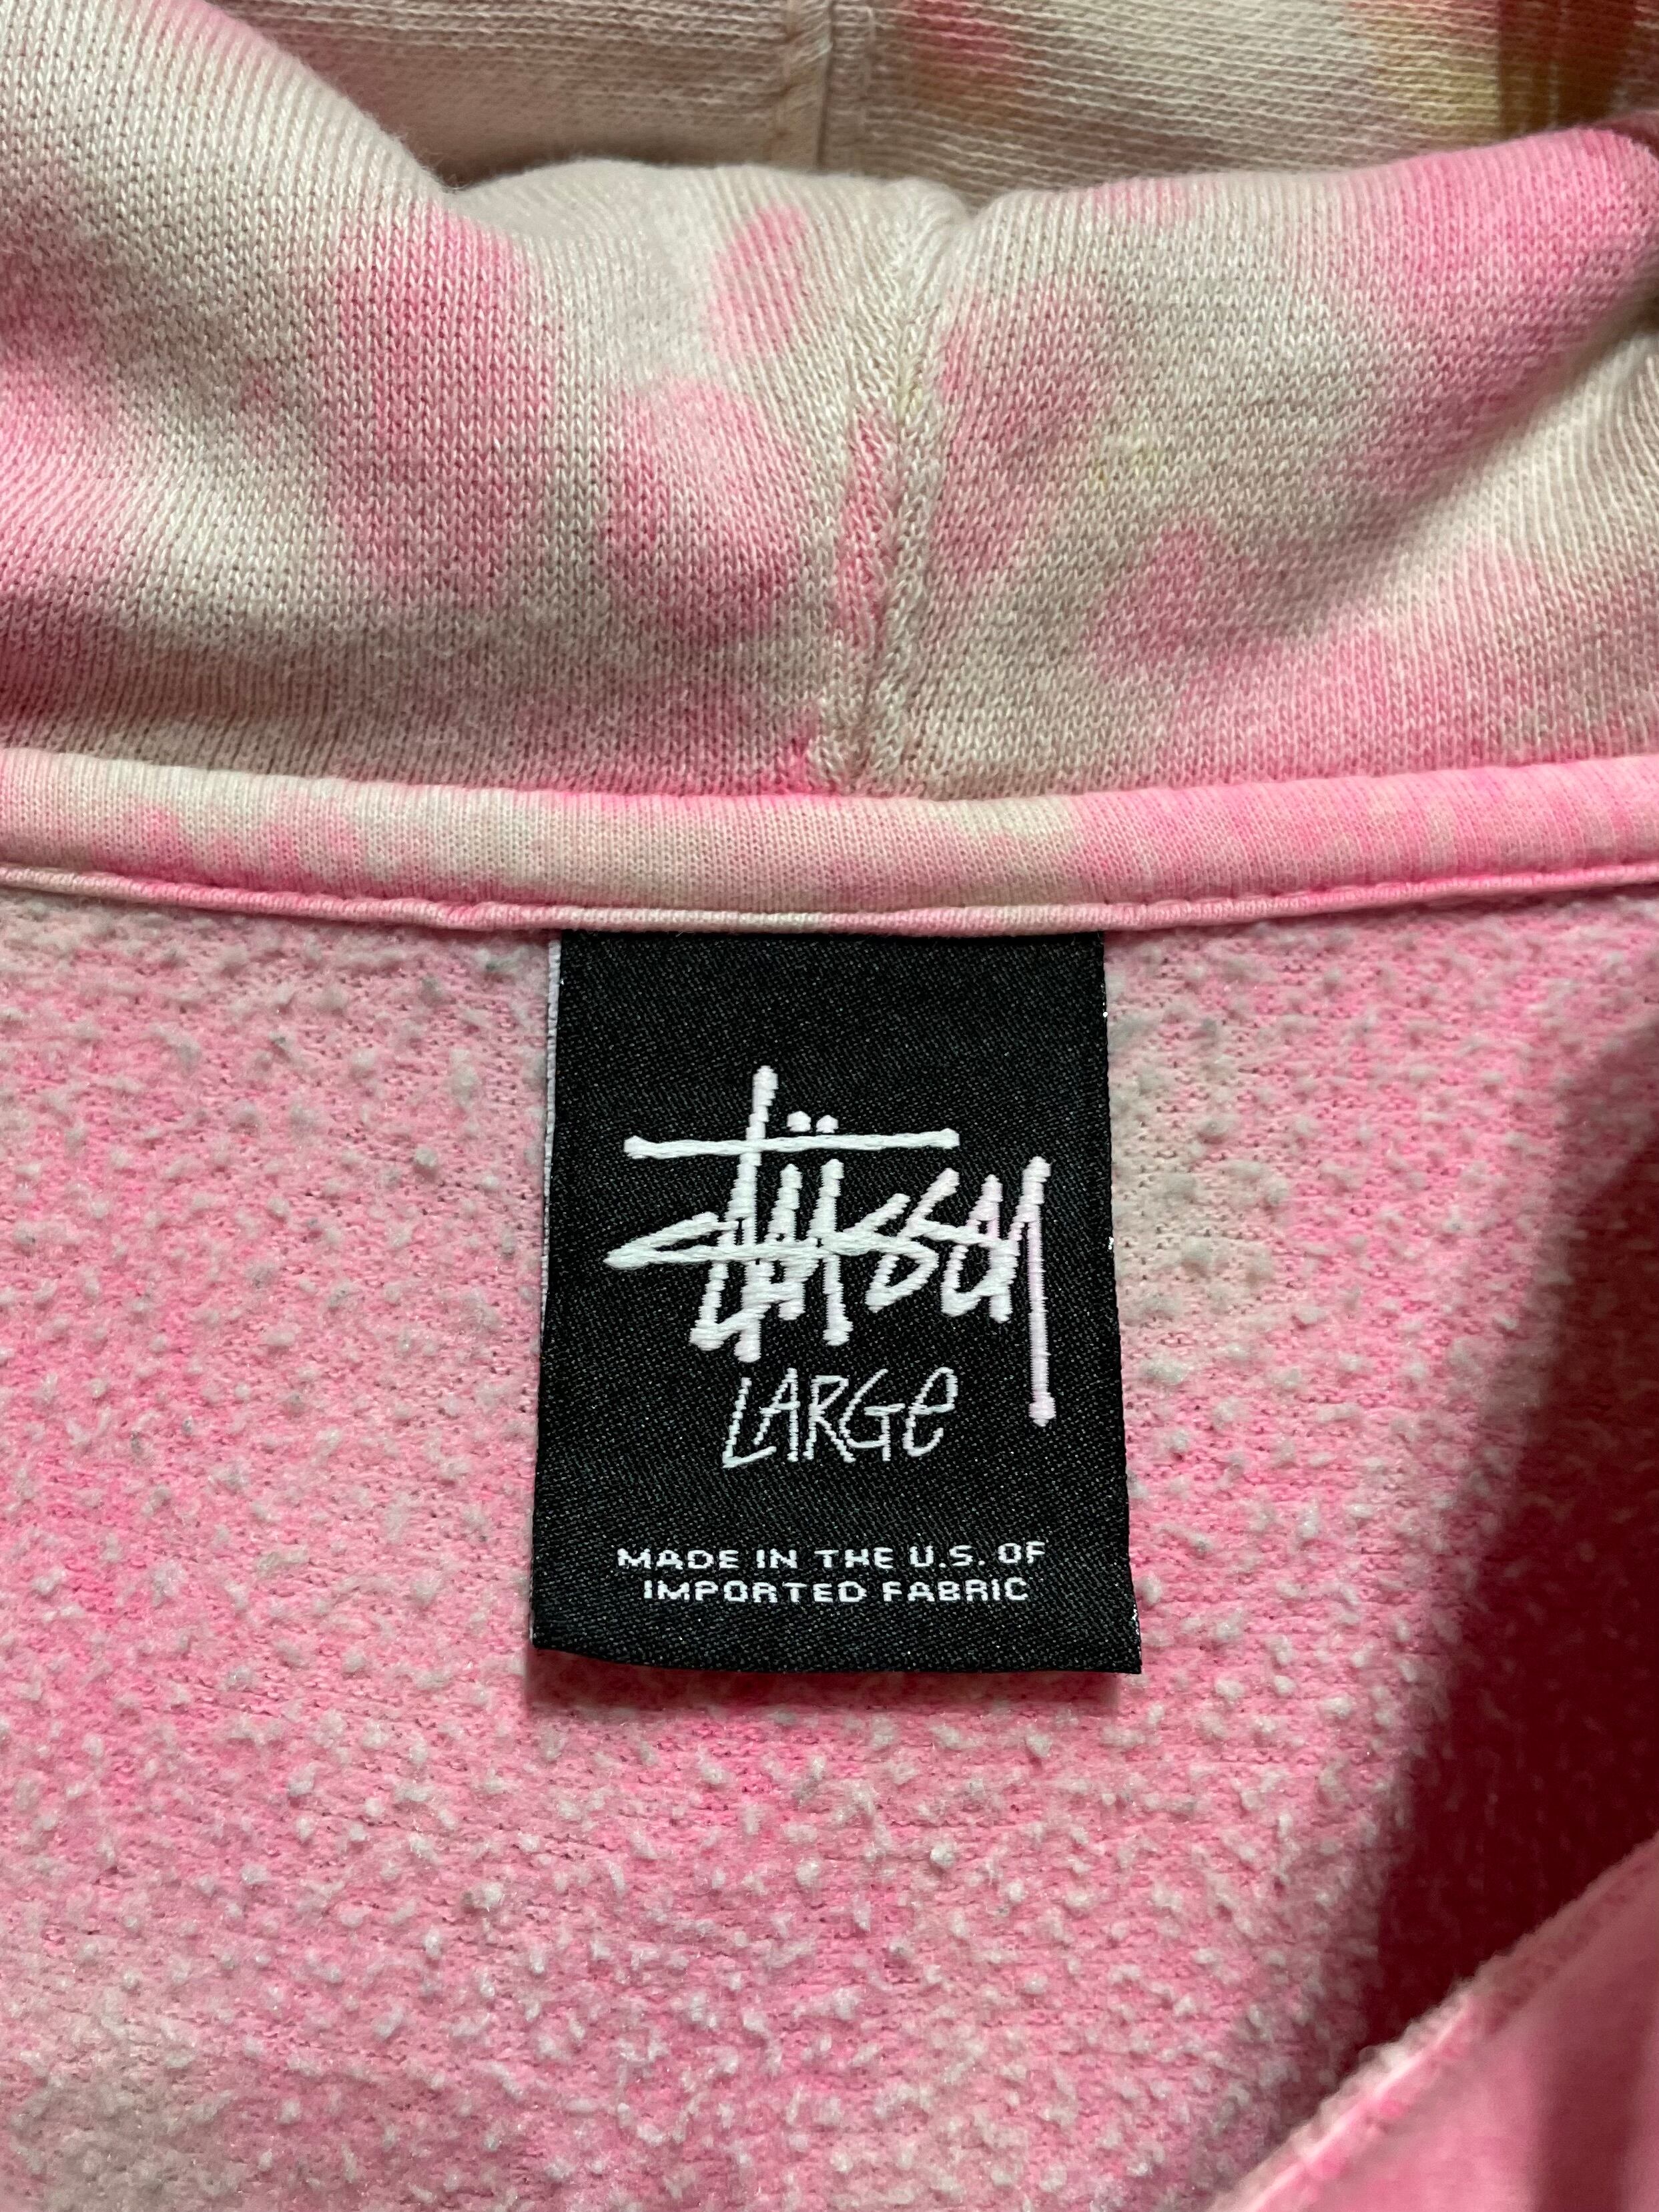 Stüssy
LARGe
MADE IN THE U.S. OF
IMPORTED FABRIC